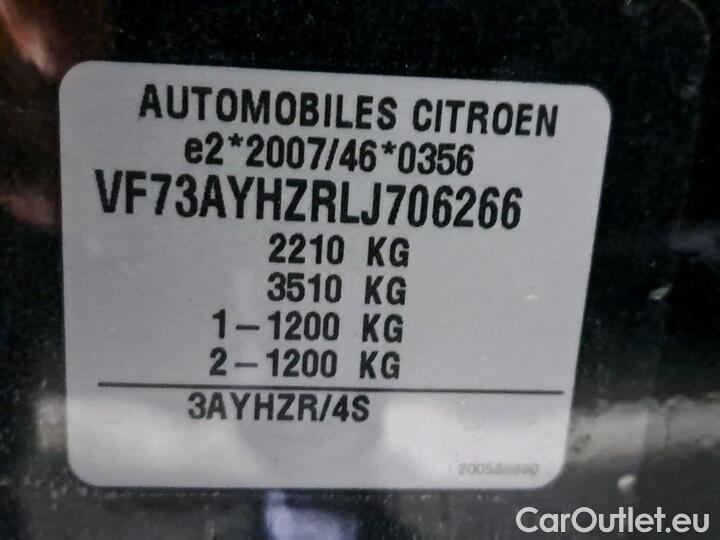 AUTOMOBILES CITROEN
e2*2007/46*0356
VF73AYHZRLJ706266
2210 KG
3510 KG
1-1200 KG
2-1200 KG
3AYHZR/4S
CarOutlet.eu